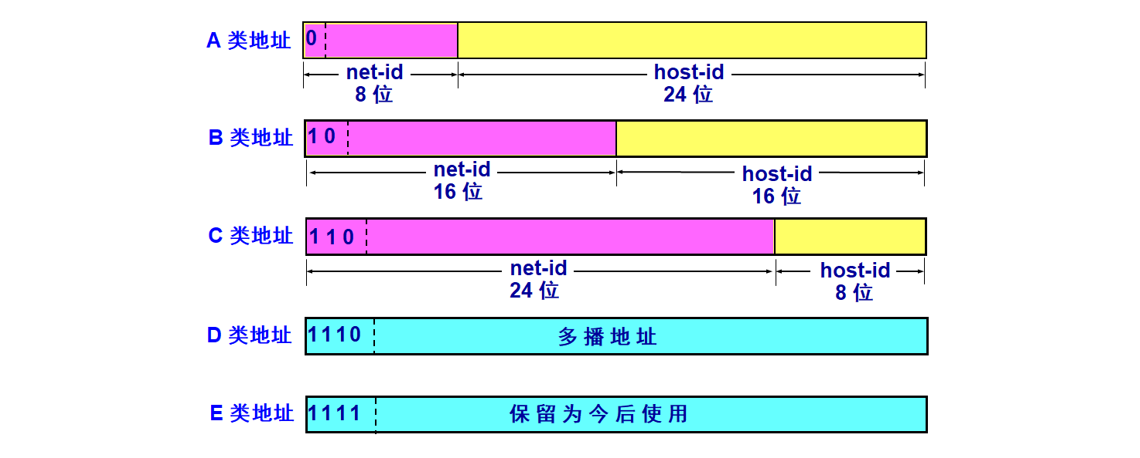 A 类地址
0
net-id
8 位
host-id
24 位
B 类地址
1 0
net-id
16 位
host-id
16 位
C 类地址
1 1 0
net-id
24 位
host-id
8 位
D 类地址
1 1 1 0
多播地址
E 类地址
1 1 1 1
保留为今后使用